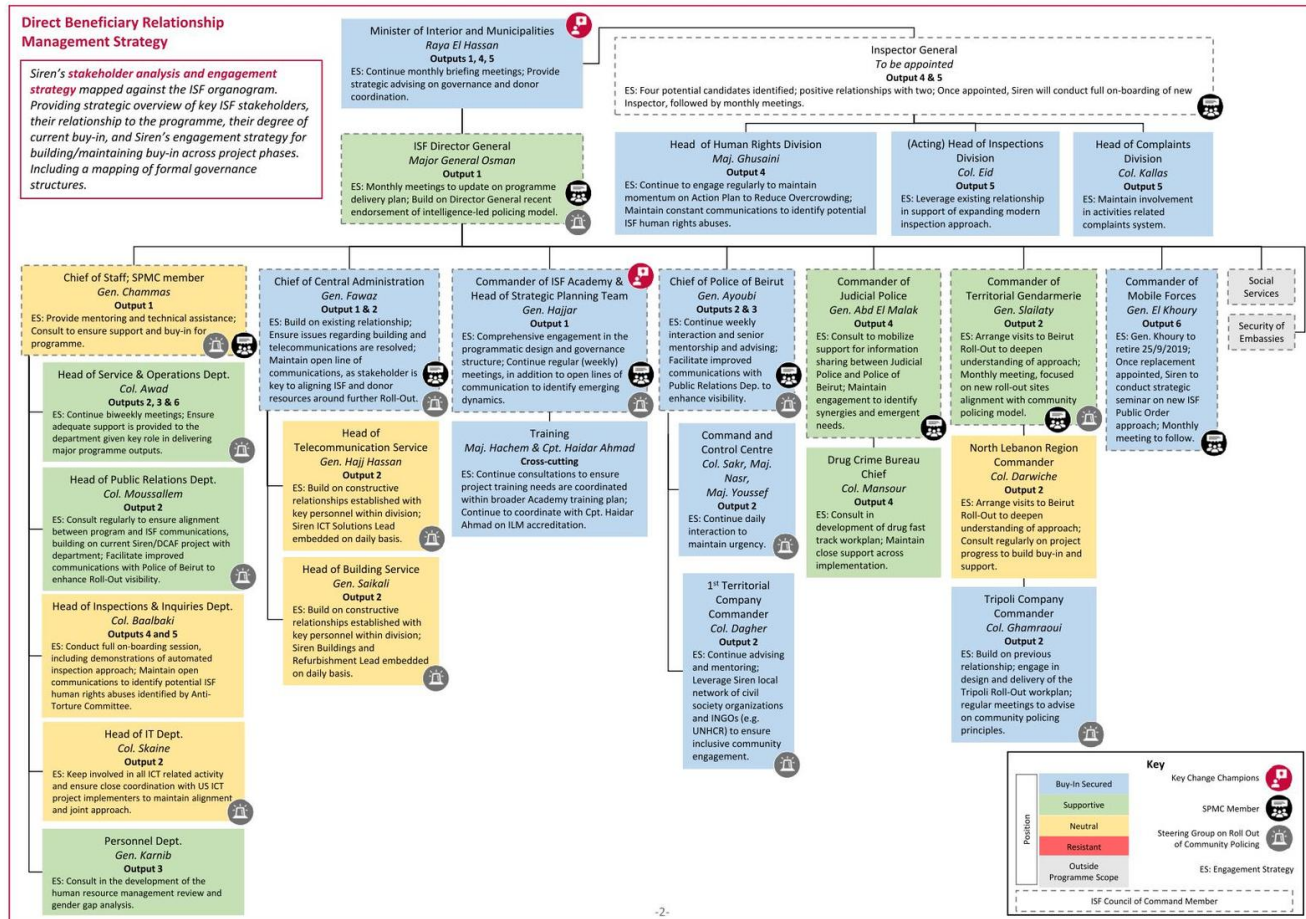 Direct Beneficiary Relationship
Management Strategy
Siren's stakeholder analysis and engagement
strategy mapped against the ISF organogram.
Providing strategic overview of key ISF stakeholders,
their relationship to the programme, their degree of
current buy-in, and Siren's engagement strategy for
building/maintaining buy-in across project phases.
Including a mapping of formal governance
structures.
Minister of Interior and Municipalities
Raya El Hassan
Outputs 1, 4, 5
ES: Continue monthly briefing meetings; Provide
strategic advising on governance and donor
coordination.
Inspector General
To be appointed
Output 4 & 5
ES: Four potential candidates identified; positive relationships with two; Once appointed, Siren will conduct full on-boarding of new
Inspector, followed by monthly meetings.
ISF Director General
Major General Osman
Output 1
ES: Monthly meetings to update on programme
delivery plan; Build on Director General recent
endorsement of intelligence-led policing model.
Head of Human Rights Division
Maj. Ghusaini
Output 4
ES: Continue to engage regularly to maintain
momentum on Action Plan to Reduce Overcrowding;
Maintain constant communications to identify potential
ISF human rights abuses.
(Acting) Head of Inspections
Division
Col. Eid
Output 5
ES: Leverage existing relationship
in support of expanding modern
inspection approach.
Head of Complaints
Division
Col. Kallas
Output 5
ES: Maintain involvement
in activities related
complaints system.
Chief of Staff; SPMC member
Gen. Chammas
Output 1
ES: Provide mentoring and technical assistance;
Consult to ensure support and buy-in for
programme.
Head of Service & Operations Dept.
Col. Awad
Outputs 2, 3 & 6
ES: Continue biweekly meetings; Ensure
adequate support is provided to the
department given key role in delivering
major programme outputs.
Head of Public Relations Dept.
Col. Moussallem
Output 2
ES: Consult regularly to ensure alignment
between program and ISF communications,
building on current Siren/DCAF project with
department; Facilitate improved
communications with Police of Beirut to
enhance Roll-Out visibility.
Head of Inspections & Inquiries Dept.
Col. Baalbaki
Outputs 4 and 5
ES: Conduct full on-boarding session,
including demonstrations of automated
inspection approach; Maintain open
communications to identify potential ISF
human rights abuses identified by Anti-
Torture Committee.
Head of IT Dept.
Col. Skaine
Output 2
ES: Keep involved in all ICT related activity
and ensure close coordination with US ICT
project implementers to maintain alignment
and joint approach.
Personnel Dept.
Gen. Karnib
Output 3
ES: Consult in the development of the
human resource management review and
gender gap analysis.
Chief of Central Administration
Gen. Fawaz
Output 1 & 2
ES: Build on existing relationship;
Ensure issues regarding building and
telecommunications are resolved;
Maintain open line of
communications, as stakeholder is
key to aligning ISF and donor
resources around further Roll-Out.
Head of
Telecommunication Service
Gen. Hajj Hassan
Output 2
ES: Build on constructive
relationships established with
key personnel within division;
Siren ICT Solutions Lead
embedded on daily basis.
Head of Building Service
Gen. Saikali
Output 2
ES: Build on constructive
relationships established with
key personnel within division;
Siren Buildings and
Refurbishment Lead embedded
on daily basis.
Commander of ISF Academy &
Head of Strategic Planning Team
Gen. Hajjar
Output 1
ES: Comprehensive engagement in the
programmatic design and governance
structure; Continue regular (weekly)
meetings, in addition to open lines of
communication to identify emerging
dynamics.
Training
Maj. Hachem & Cpt. Haidar Ahmad
Cross-cutting
ES: Continue consultations to ensure
project training needs are coordinated
within broader Academy training plan;
Continue to coordinate with Cpt. Haidar
Ahmad on ILM accreditation.
Chief of Police of Beirut
Gen. Ayoubi
Outputs 2 & 3
ES: Continue weekly
interaction and senior
mentorship and advising;
Facilitate improved
communications with
Public Relations Dep. to
enhance visibility.
Command and
Control Centre
Col. Sakr, Maj.
Nasr,
Maj. Youssef
Output 2
ES: Continue daily
interaction to
maintain urgency.
1st Territorial
Company
Commander
Col. Dagher
Output 2
ES: Continue advising
and mentoring;
Leverage Siren local
network of civil
society organizations
and INGOs (e.g.
UNHCR) to ensure
inclusive community
engagement.
Commander of
Judicial Police
Gen. Abd El Malak
Output 4
ES: Consult to mobilize
support for information
sharing between Judicial
Police and Police of
Beirut; Maintain
engagement to identify
synergies and emergent
needs.
Drug Crime Bureau
Chief
Col. Mansour
Output 4
ES: Consult in
development of drug fast
track workplan; Maintain
close support across
implementation.
Commander of
Territorial Gendarmerie
Gen. Slailaty
Output 2
ES: Arrange visits to Beirut
Roll-Out to deepen
understanding of approach;
Monthly meeting, focused
on new roll-out sites
alignment with community
policing model.
North Lebanon Region
Commander
Col. Darwiche
Output 2
ES: Arrange visits to Beirut
Roll-Out to deepen
understanding of approach;
Consult regularly on project
progress to build buy-in and
support.
Tripoli Company
Commander
Col. Ghamraoui
Output 2
ES: Build on previous
relationship; engage in
design and delivery of the
Tripoli Roll-Out workplan;
regular meetings to advise
on community policing
principles.
Commander of
Mobile Forces
Gen. El Khoury
Output 6
ES: Gen. Khoury to
retire 25/9/2019;
Once replacement
appointed, Siren to
conduct strategic
seminar on new ISF
Public Order
approach; Monthly
meeting to follow.
Social
Services
Security of
Embassies
Key
Position
Buy-In Secured
Supportive
Neutral
Resistant
Outside
Programme Scope
Key Change Champions
SPMC Member
Steering Group on Roll Out
of Community Policing
ES: Engagement Strategy
ISF Council of Command Member
-2-